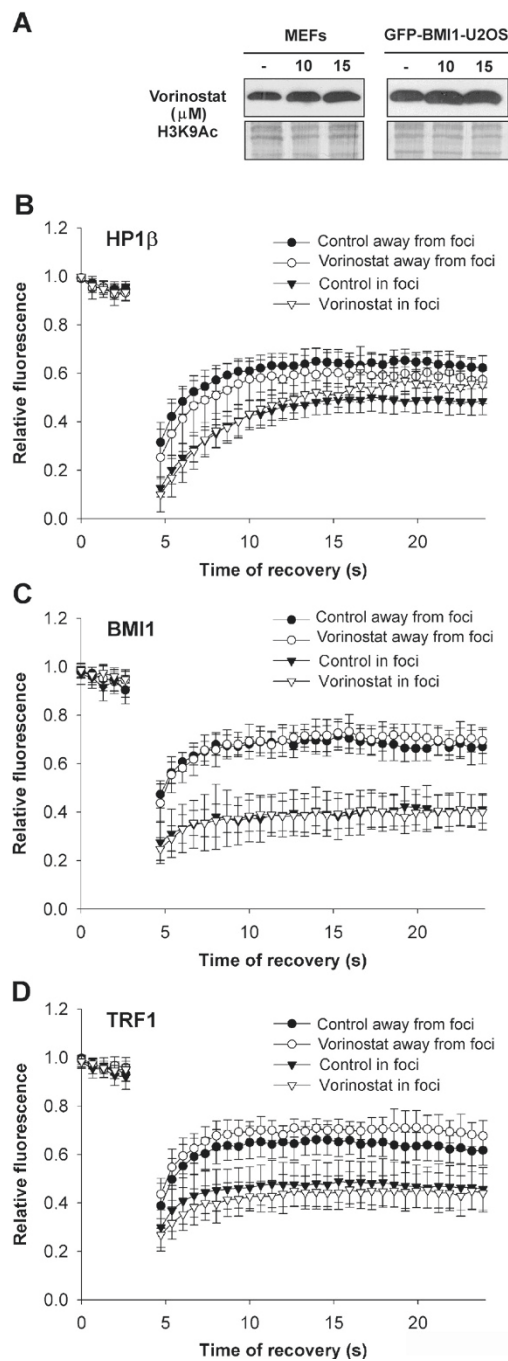 A
MEFs GFP-BMI1-U2OS
- 10 15 - 10 15
Vorinostat
(μM)
H3K9Ac
B
HP1β
Control away from foci
Vorinostat away from foci
Control in foci
Vorinostat in foci
Relative fluorescence
1.2
1.0
0.8
0.6
0.4
0.2
0.0
0 5 10 15 20
Time of recovery (s)
C
BMI1
Control away from foci
Vorinostat away from foci
Control in foci
Vorinostat in foci
Relative fluorescence
1.2
1.0
0.8
0.6
0.4
0.2
0.0
0 5 10 15 20
Time of recovery (s)
D
TRF1
Control away from foci
Vorinostat away from foci
Control in foci
Vorinostat in foci
Relative fluorescence
1.2
1.0
0.8
0.6
0.4
0.2
0.0
0 5 10 15 20
Time of recovery (s)